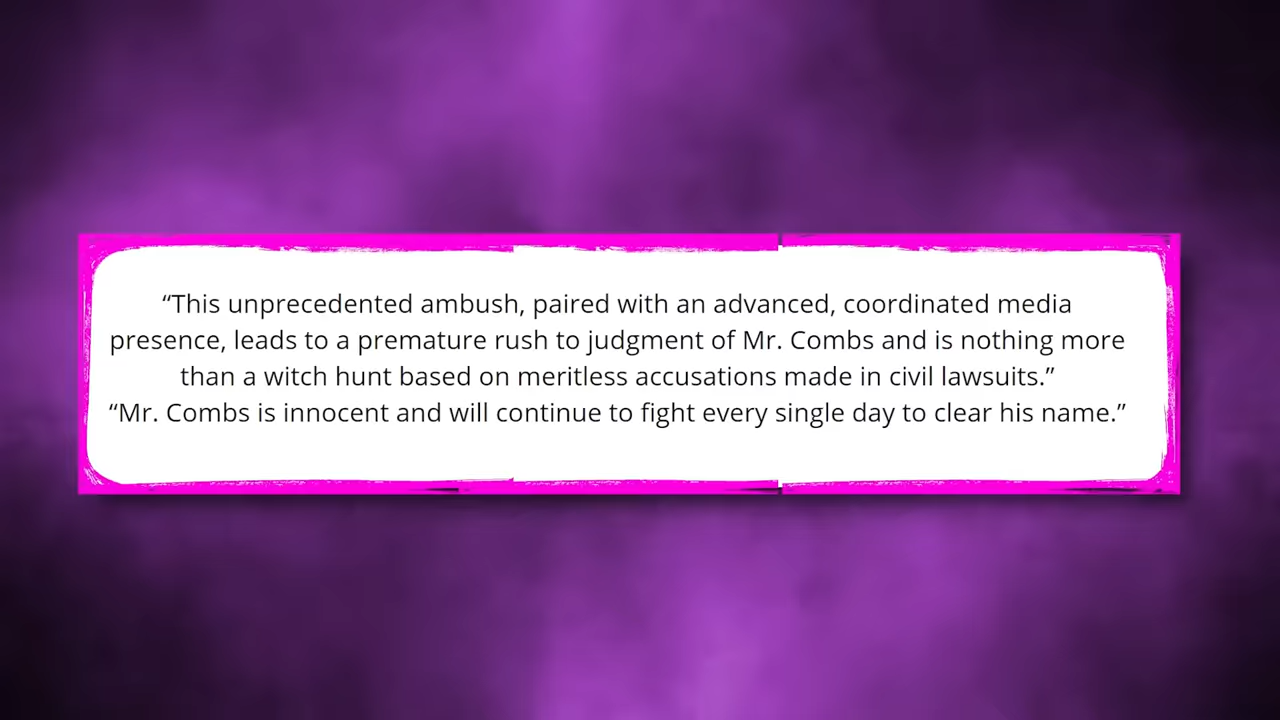 “This unprecedented ambush, paired with an advanced, coordinated media
presence, leads to a premature rush to judgment of Mr. Combs and is nothing more
than a witch hunt based on meritless accusations made in civil lawsuits.”
“Mr. Combs is innocent and will continue to fight every single day to clear his name.”